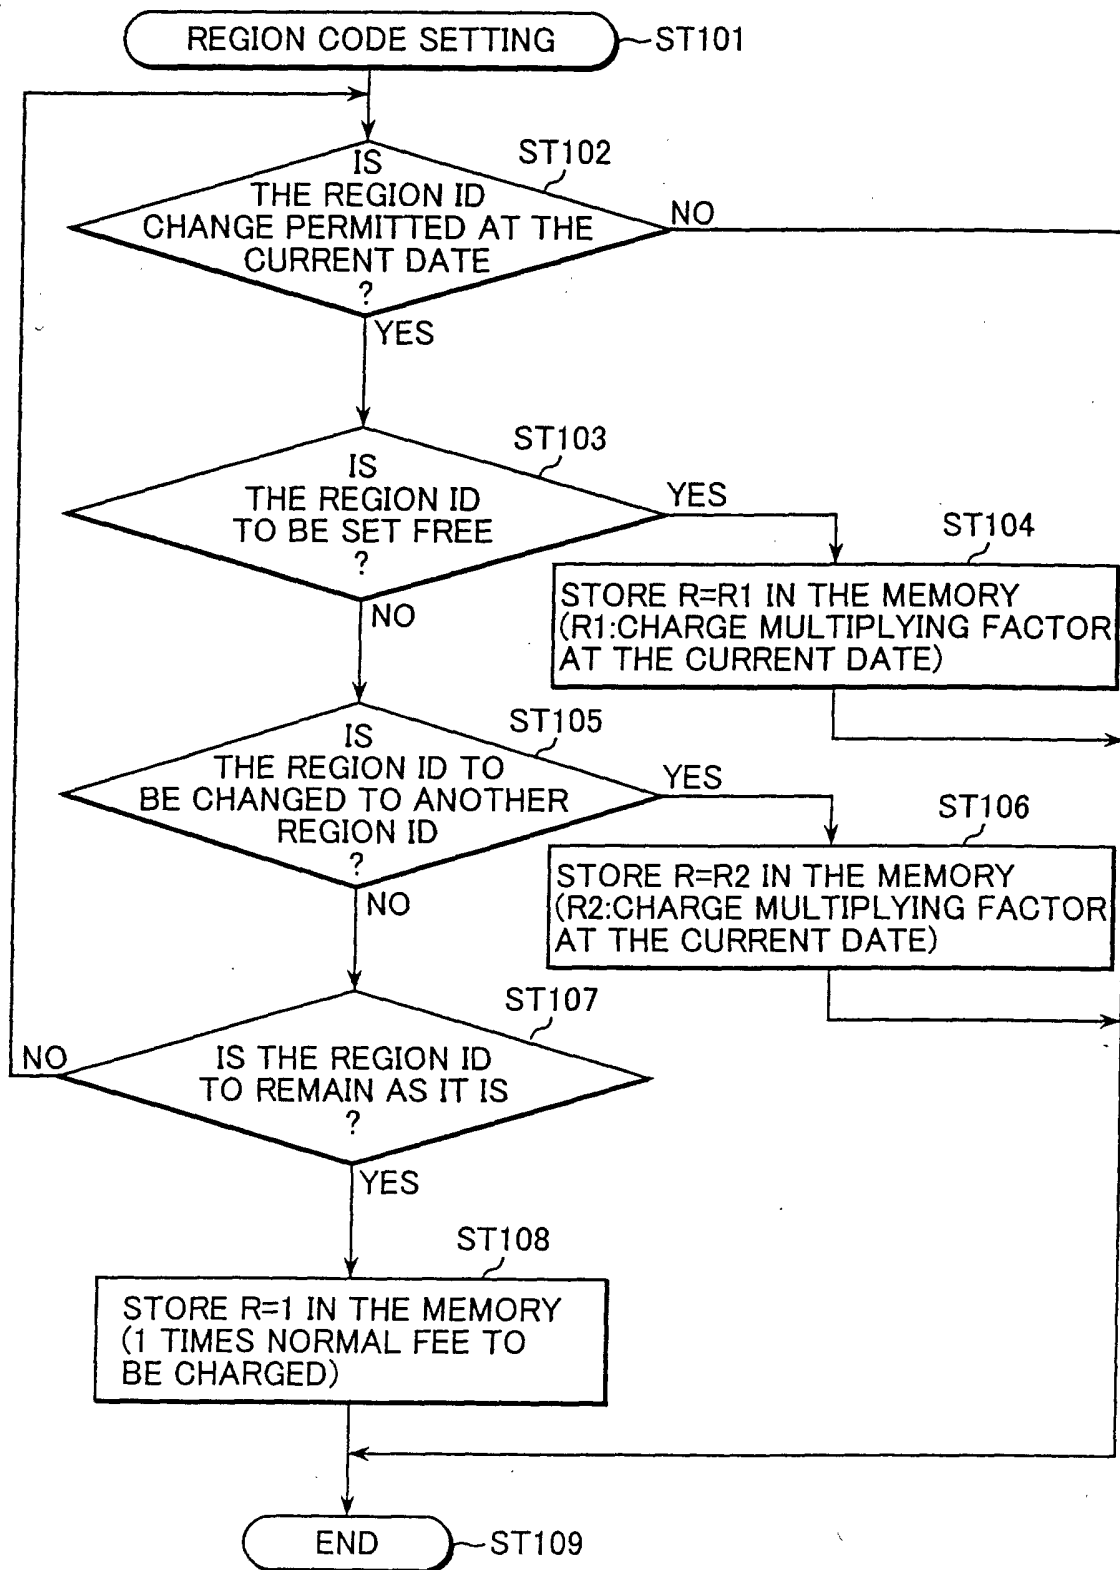 REGION CODE SETTING
ST101
ST102
IS
THE REGION ID
CHANGE PERMITTED AT THE
CURRENT DATE
?
NO
YES
ST103
IS
THE REGION ID
TO BE SET FREE
?
YES
NO
ST104
STORE R=R1 IN THE MEMORY
(R1:CHARGE MULTIPLYING FACTOR
AT THE CURRENT DATE)
ST105
IS
THE REGION ID TO
BE CHANGED TO ANOTHER
REGION ID
?
YES
NO
ST106
STORE R=R2 IN THE MEMORY
(R2:CHARGE MULTIPLYING FACTOR
AT THE CURRENT DATE)
ST107
IS THE REGION ID
TO REMAIN AS IT IS
?
NO
YES
ST108
STORE R=1 IN THE MEMORY
(1 TIMES NORMAL FEE TO
BE CHARGED)
END
ST109